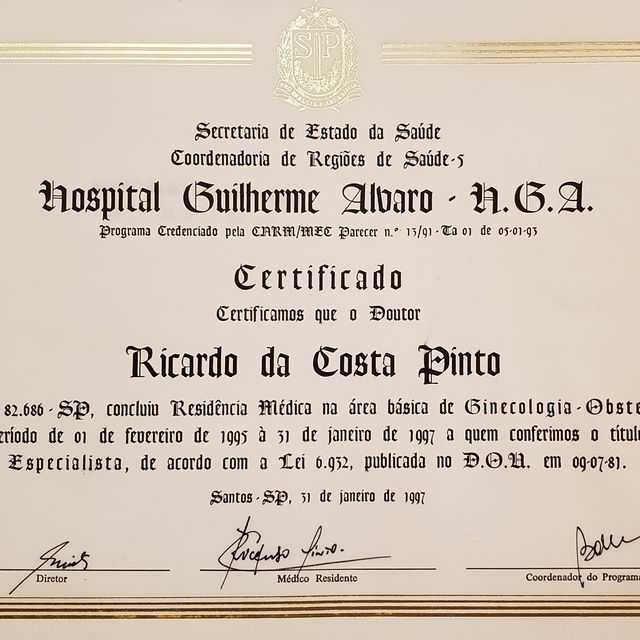 SP
Secretaria de Estado da Saúde
Coordenadoria de Regiões de Saúde-5
Hospital Guilherme Alvaro - H.G.A.
Programa Credenciado pela CNRM/MEC Parecer n.º 13/91-Ta 01 de 05-01-93
Certificado
Certificamos que o Doutor
Ricardo da Costa Pinto
82.686-SP, concluiu Residência Médica na área básica de Ginecologia-Obste
eríodo de 01 de fevereiro de 1995 à 31 de janeiro de 1997 a quem conferimos o título
Especialista, de acordo com a Lei 6.932, publicada no D.O.U. em 09-07-81.
Santos-SP, 31 de janeiro de 1997
Diretor Médico Residente Coordenador do Programa